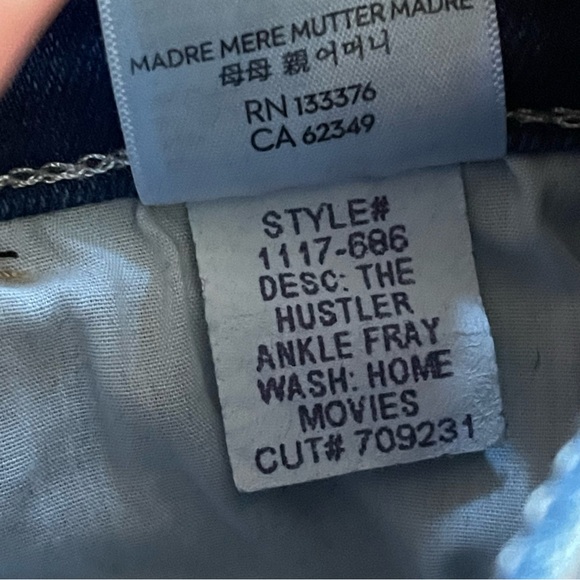 MADRE MERE MUTTER MADRE
母母 親 어머니
RN 133376
CA 62349
STYLE#
1117-686
DESC: THE
HUSTLER
ANKLE FRAY
WASH: HOME
MOVIES
CUT# 709231